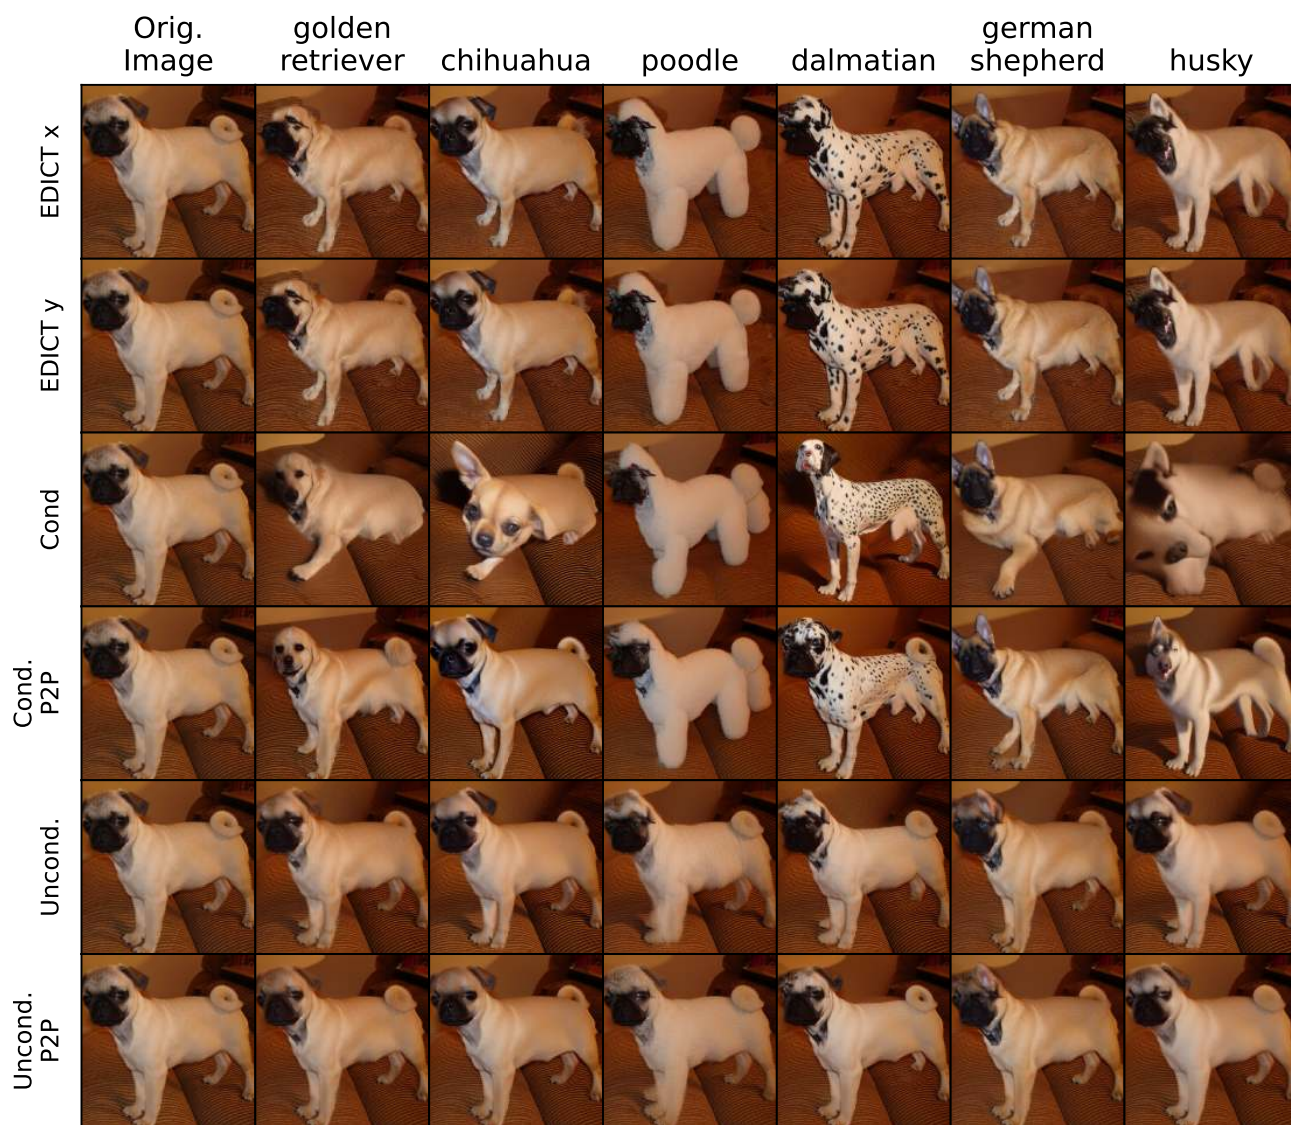 Orig.
Image
golden
retriever
chihuahua
poodle
dalmatian
german
shepherd
husky
EDICT x
EDICT y
Cond
Cond.
P2P
Uncond.
Uncond.
P2P